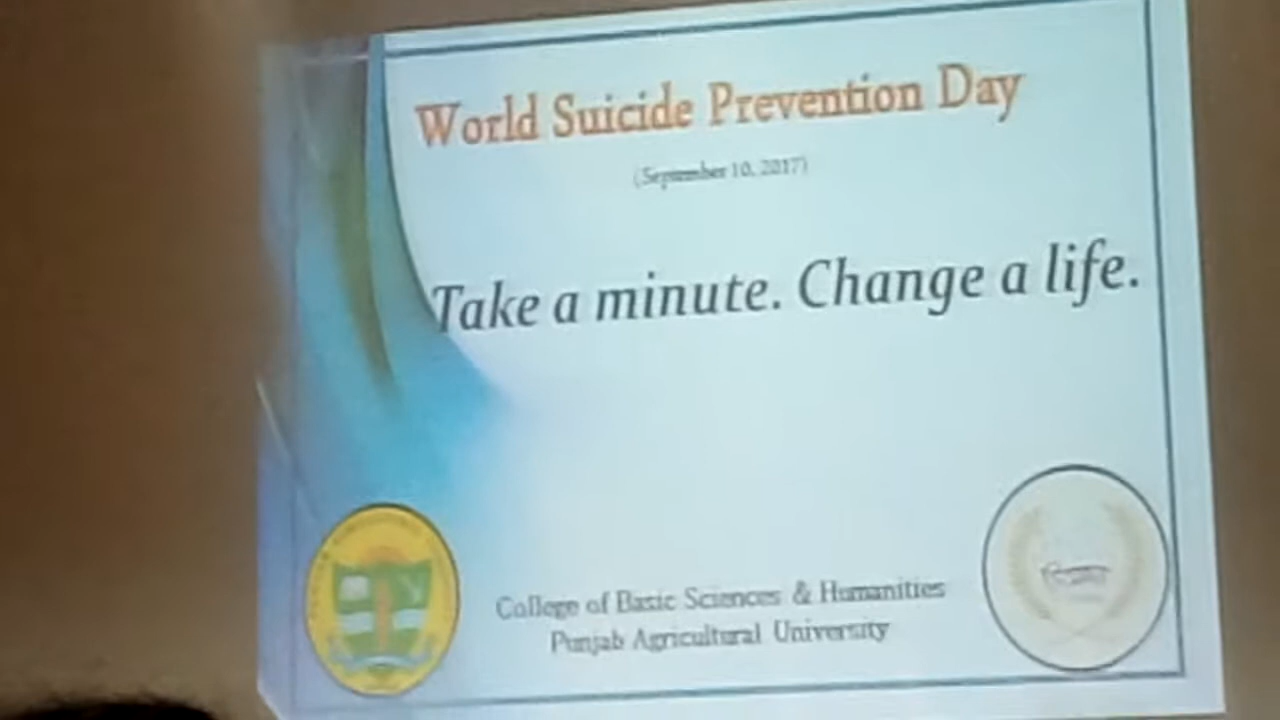 World Suicide Prevention Day
(September 10, 2017)
Take a minute. Change a life.
College of Basic Sciences & Humanities
Punjab Agricultural University